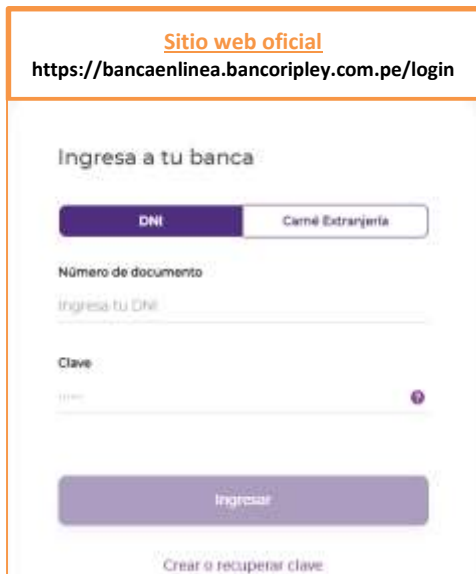 Sitio web oficial
https://bancaenlinea.bancoripley.com.pe/login
Ingresa a tu banca
DNI Carné Extranjería
Número de documento
Ingresa tu DNI
Clave
Ingresar
Crear o recuperar clave